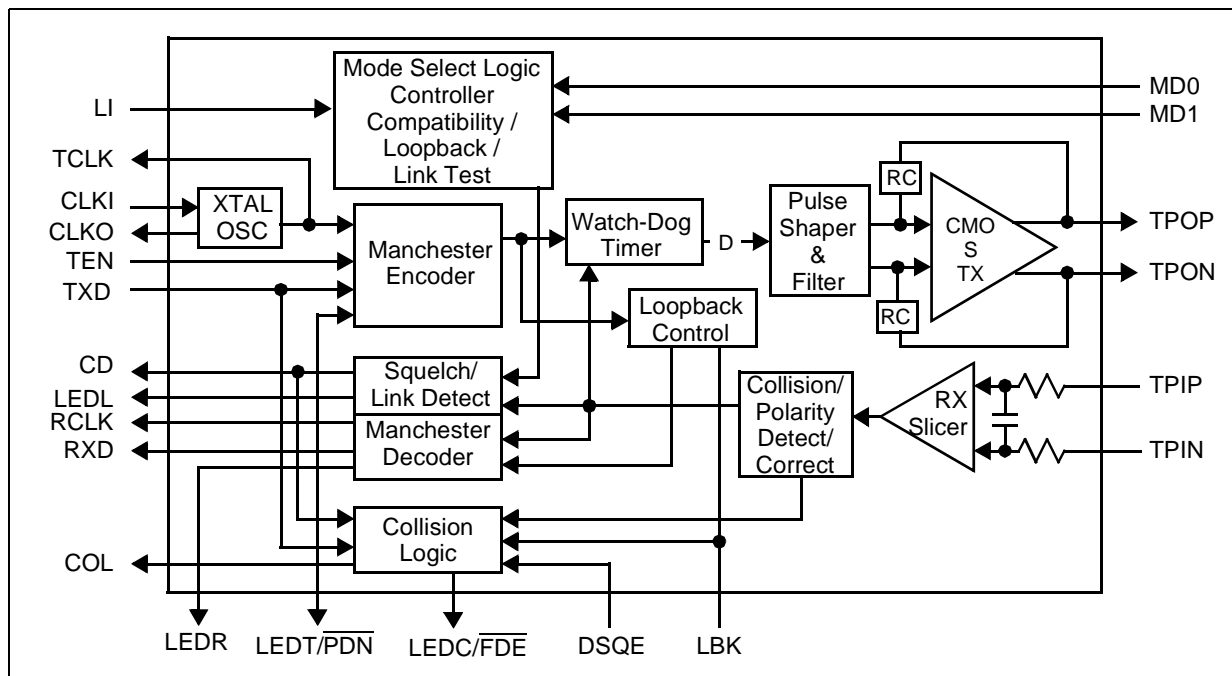 Mode Select Logic
Controller
Compatibility /
Loopback /
Link Test
LI
MD0
MD1
TCLK
CLKI
CLKO
TEN
TXD
XTAL
OSC
Manchester
Encoder
Watch-Dog
Timer
D
Pulse
Shaper
&
Filter
RC
RC
CMO
S
TX
TPOP
TPON
Loopback
Control
CD
LEDL
RCLK
RXD
Squelch/
Link Detect
Manchester
Decoder
Collision/
Polarity
Detect/
Correct
RX
Slicer
TPIP
TPIN
COL
Collision
Logic
LEDR
LEDT/PDN
LEDC/FDE
DSQE
LBK